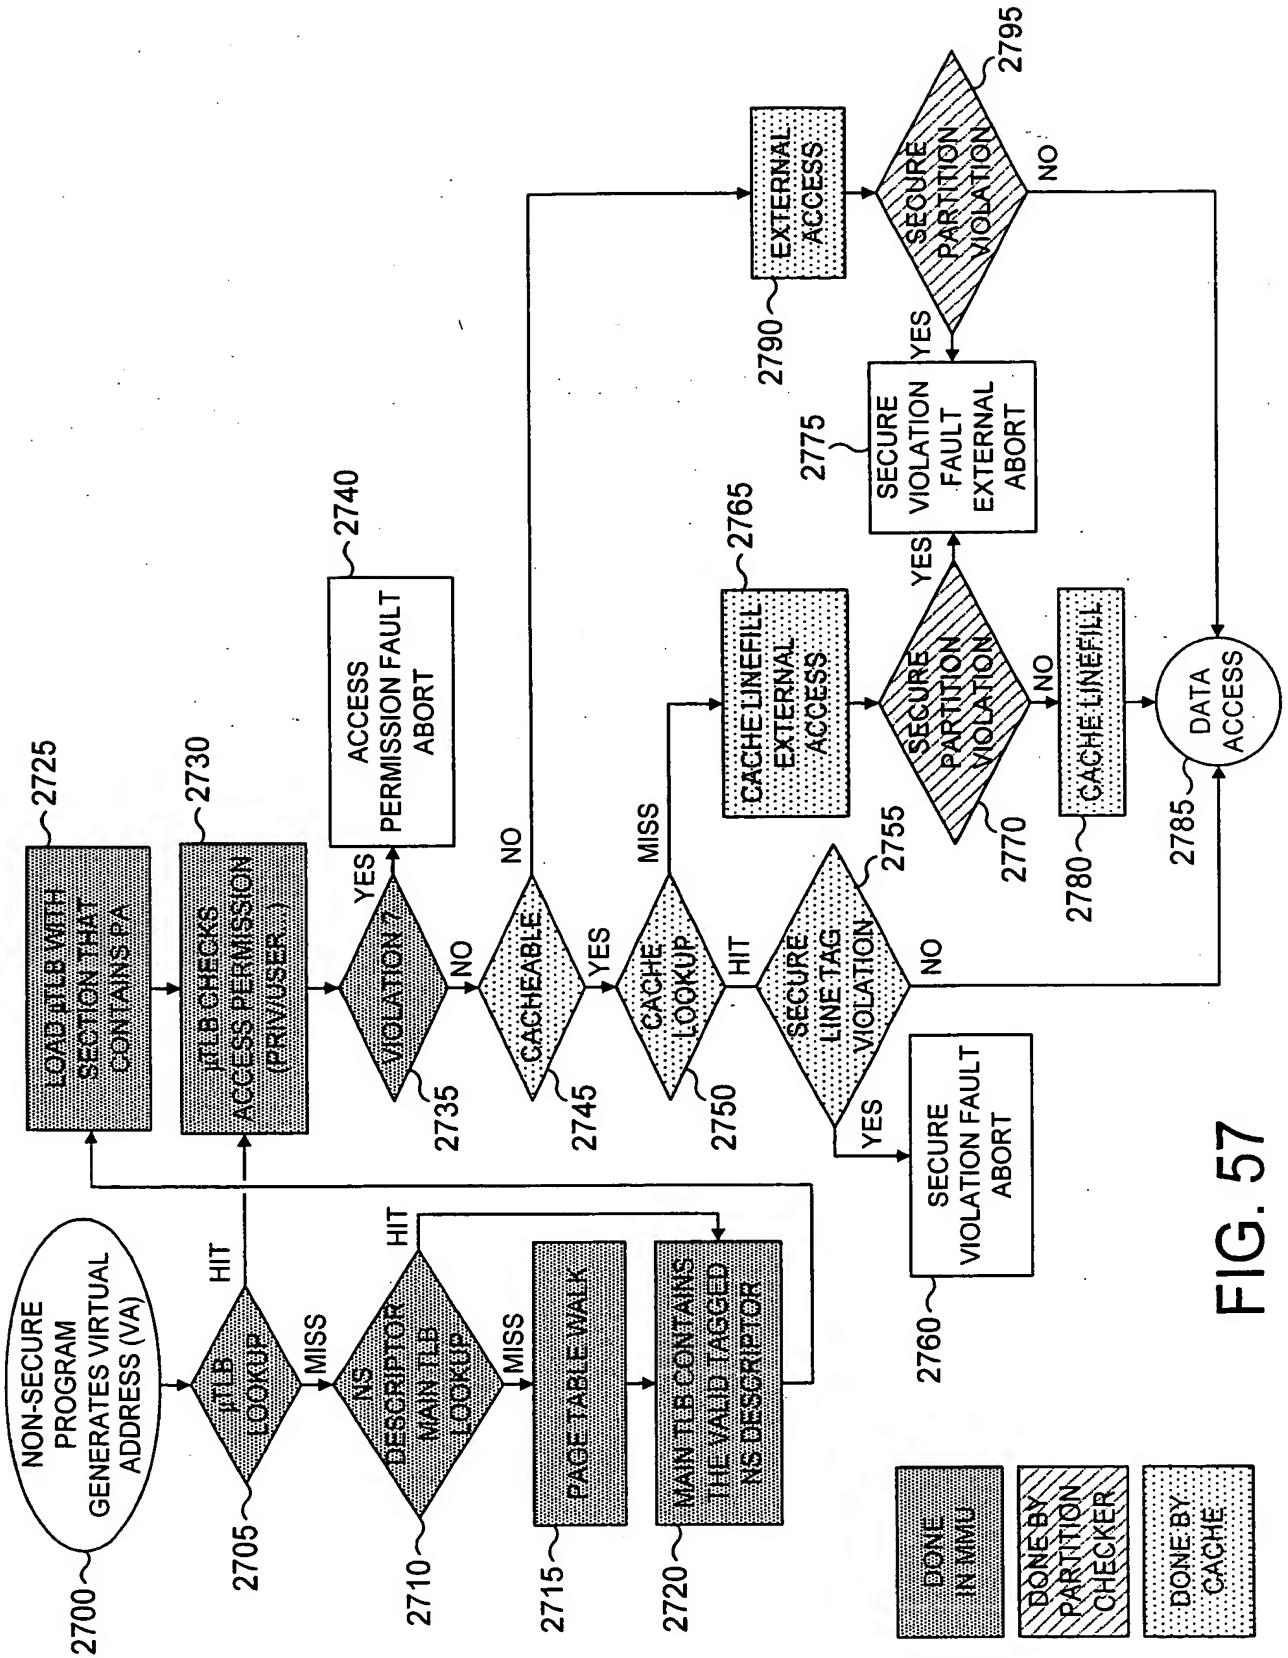 NON-SECURE
PROGRAM
GENERATES VIRTUAL
ADDRESS (VA)
2700
µTLB
LOOKUP
2705
HIT
MISS
NS
DESCRIPTOR
MAIN TLB
LOOKUP
2710
HIT
MISS
PAGE TABLE WALK
2715
MAIN TLB CONTAINS
THE VALID TAGGED
NS DESCRIPTOR
2720
LOAD µTLB WITH
SECTION THAT
CONTAINS PA
2725
µTLB CHECKS
ACCESS PERMISSION
(PRIV/USER..)
2730
VIOLATION?
2735
YES
NO
ACCESS
PERMISSION FAULT
ABORT
2740
CACHEABLE
2745
NO
YES
CACHE
LOOKUP
2750
MISS
HIT
SECURE
LINE TAG
VIOLATION
2755
YES
NO
SECURE
VIOLATION FAULT
ABORT
2760
CACHE LINEFILL
EXTERNAL
ACCESS
2765
SECURE
PARTITION
VIOLATION
2770
YES
NO
SECURE
VIOLATION
FAULT
EXTERNAL
ABORT
2775
CACHE LINEFILL
2780
DATA
ACCESS
2785
EXTERNAL
ACCESS
2790
SECURE
PARTITION
VIOLATION
2795
YES
NO
DONE
IN MMU
DONE BY
PARTITION
CHECKER
DONE BY
CACHE
FIG. 57